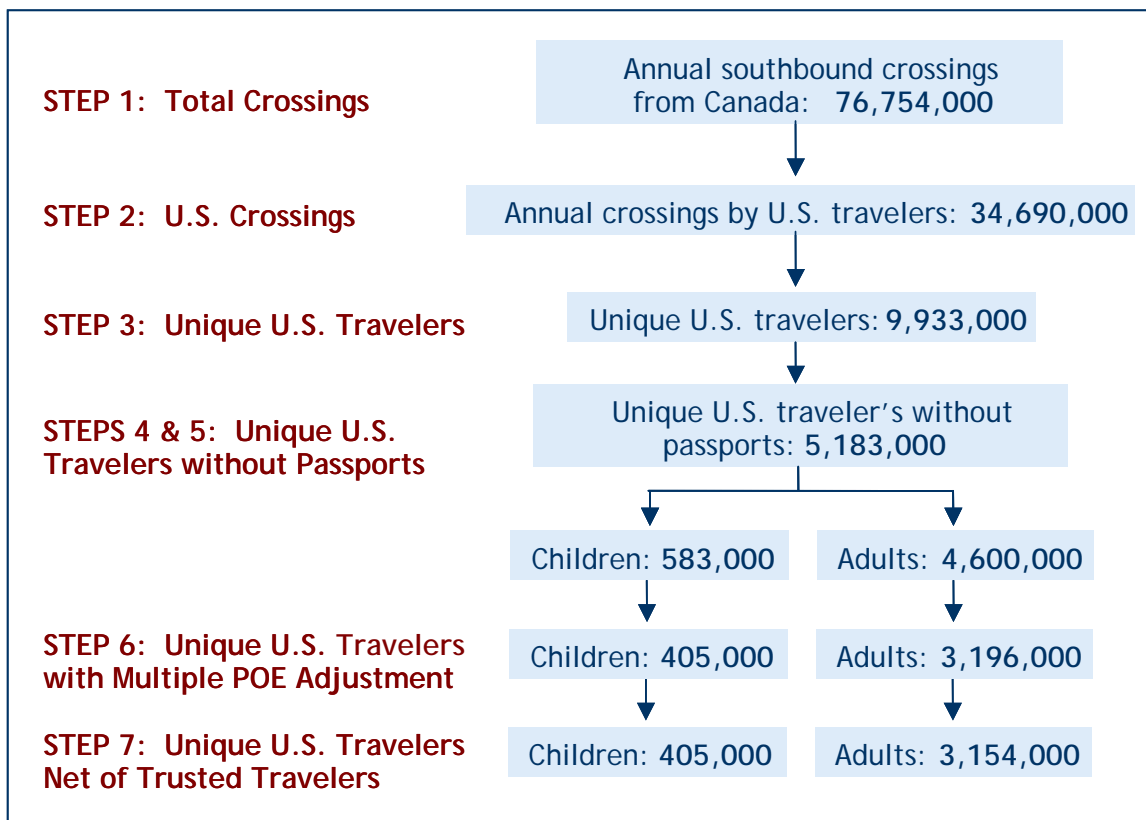 STEP 1: Total Crossings
Annual southbound crossings
from Canada: 76,754,000
STEP 2: U.S. Crossings
Annual crossings by U.S. travelers: 34,690,000
STEP 3: Unique U.S. Travelers
Unique U.S. travelers: 9,933,000
STEPS 4 & 5: Unique U.S.
Travelers without Passports
Unique U.S. traveler's without
passports: 5,183,000
Children: 583,000
Adults: 4,600,000
STEP 6: Unique U.S. Travelers
with Multiple POE Adjustment
Children: 405,000
Adults: 3,196,000
STEP 7: Unique U.S. Travelers
Net of Trusted Travelers
Children: 405,000
Adults: 3,154,000